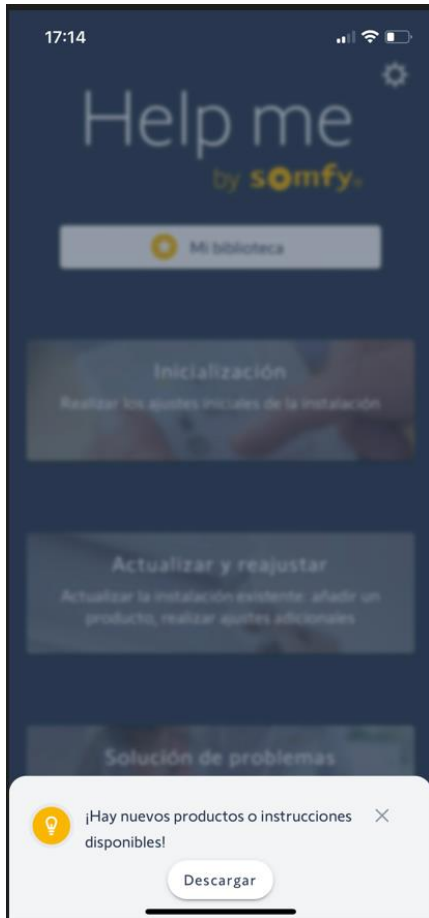 17:14
Help me
by somfy®
Mi biblioteca
Inicialización
Realizar los ajustes iniciales de la instalación
Actualizar y reajustar
Actualizar la instalación existente: añadir un
producto, realizar ajustes adicionales
Solución de problemas
¡Hay nuevos productos o instrucciones
disponibles!
Descargar